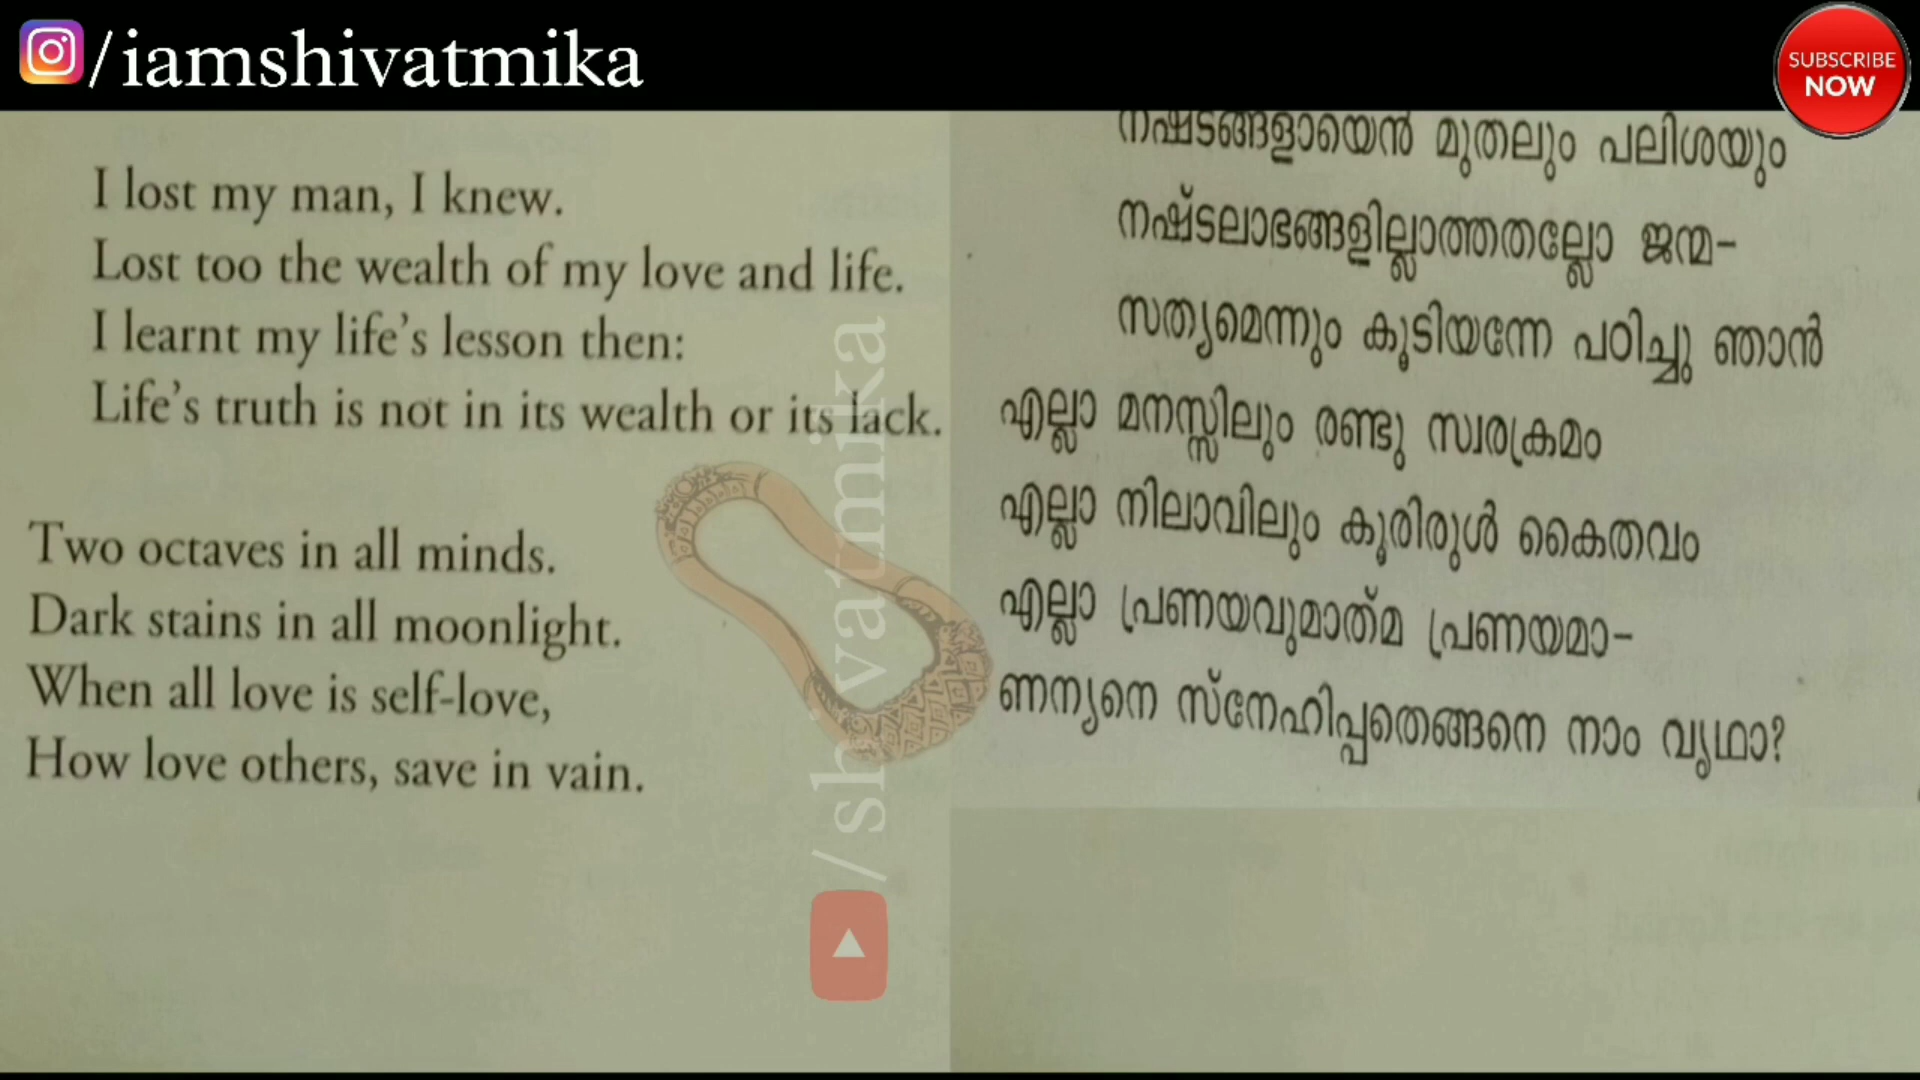 /iamshivatmika
SUBSCRIBE
NOW
I lost my man, I knew.
Lost too the wealth of my love and life.
I learnt my life's lesson then:
Life's truth is not in its wealth or its lack.
Two octaves in all minds.
Dark stains in all moonlight.
When all love is self-love,
How love others, save in vain.
നഷ്ടങ്ങളായെൻ മുതലും പലിശയും
നഷ്ടലാഭങ്ങളില്ലാത്തതല്ലോ ജന്മ-
സത്യമെന്നും കൂടിയന്നേ പഠിച്ചു ഞാൻ
എല്ലാ മനസ്സിലും രണ്ടു സ്വരക്രമം
എല്ലാ നിലാവിലും കൂരിരുൾ കൈതവം
എല്ലാ പ്രണയവുമാത്മ പ്രണയമാ-
ണന്യനെ സ്നേഹിപ്പതെങ്ങനെ നാം വൃഥാ?
/shivatmika